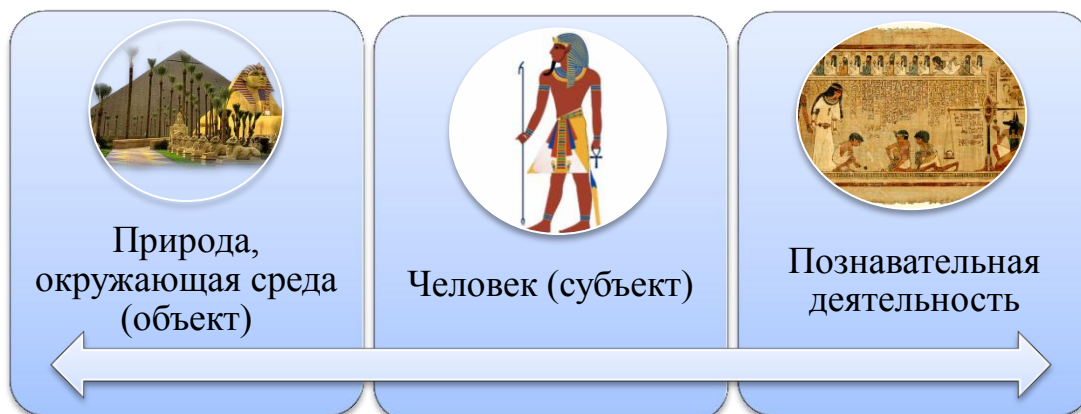 Природа,
окружающая среда
(объект)
Человек (субъект)
Познавательная
деятельность